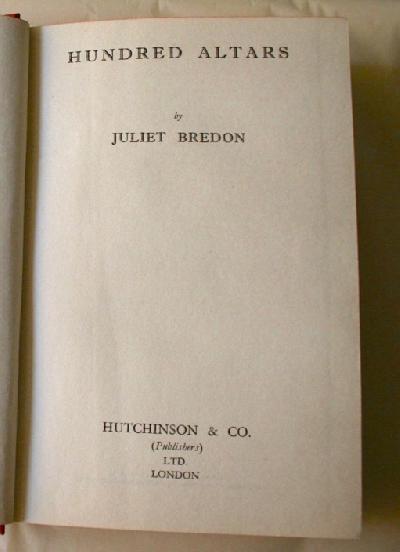 HUNDRED ALTARS
by
JULIET BREDON
HUTCHINSON & CO.
(Publishers)
LTD.
LONDON